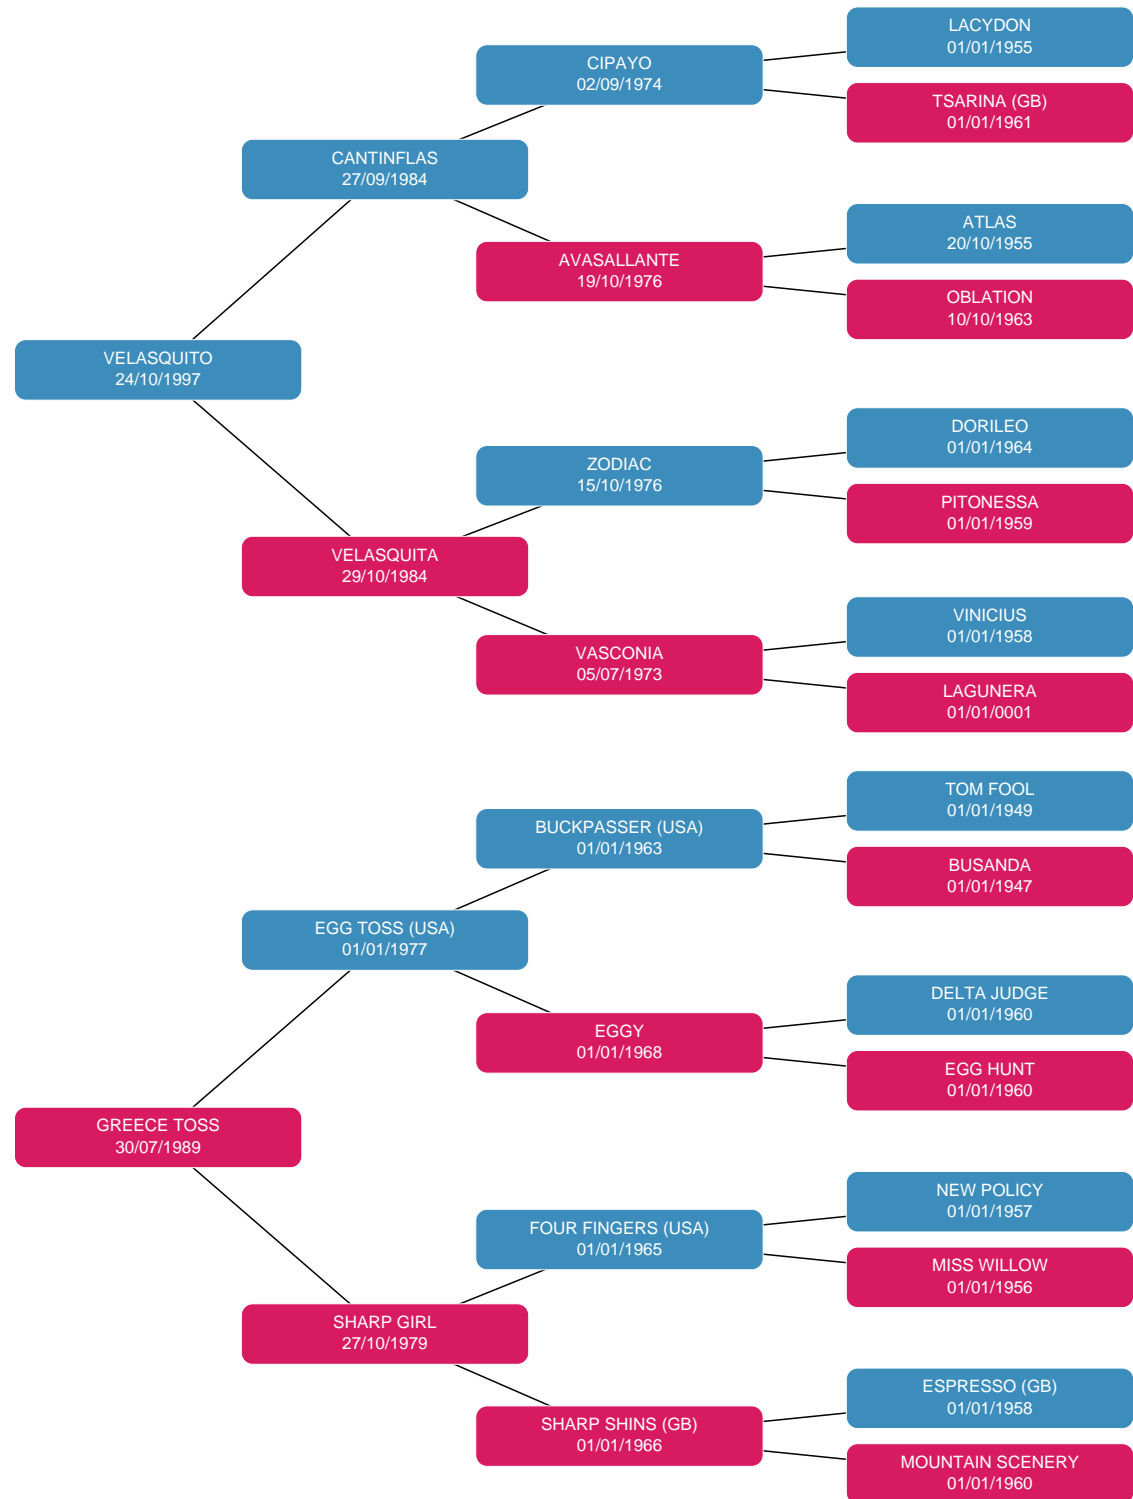 LACYDON
01/01/1955
CIPAYO
02/09/1974
TSARINA (GB)
01/01/1961
CANTINFLAS
27/09/1984
ATLAS
20/10/1955
AVASALLANTE
19/10/1976
OBLATION
10/10/1963
VELASQUITO
24/10/1997
DORILEO
01/01/1964
ZODIAC
15/10/1976
PITONESSA
01/01/1959
VELASQUITA
29/10/1984
VINICIUS
01/01/1958
VASCONIA
05/07/1973
LAGUNERA
01/01/0001
TOM FOOL
01/01/1949
BUCKPASSER (USA)
01/01/1963
BUSANDA
01/01/1947
EGG TOSS (USA)
01/01/1977
DELTA JUDGE
01/01/1960
EGGY
01/01/1968
EGG HUNT
01/01/1960
GREECE TOSS
30/07/1989
NEW POLICY
01/01/1957
FOUR FINGERS (USA)
01/01/1965
MISS WILLOW
01/01/1956
SHARP GIRL
27/10/1979
ESPRESSO (GB)
01/01/1958
SHARP SHINS (GB)
01/01/1966
MOUNTAIN SCENERY
01/01/1960